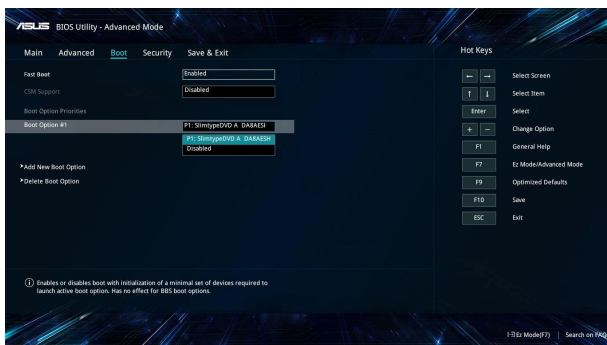 ASUS BIOS Utility - Advanced Mode
Main Advanced Boot Security Save & Exit
Hot Keys
Fast Boot Enabled
CSM Support Disabled
Boot Option Priorities
Boot Option #1 P1: SlimtypeDVD A DA8AESI
P1: SlimtypeDVD A DA8AESH
Disabled
>Add New Boot Option
>Delete Boot Option
← → Select Screen
↑ ↓ Select Item
Enter Select
+ − Change Option
F1 General Help
F7 Ez Mode/Advanced Mode
F9 Optimized Defaults
F10 Save
ESC Exit
Enables or disables boot with initialization of a minimal set of devices required to
launch active boot option. Has no effect for BBS boot options.
Ez Mode(F7) | Search on FAQ